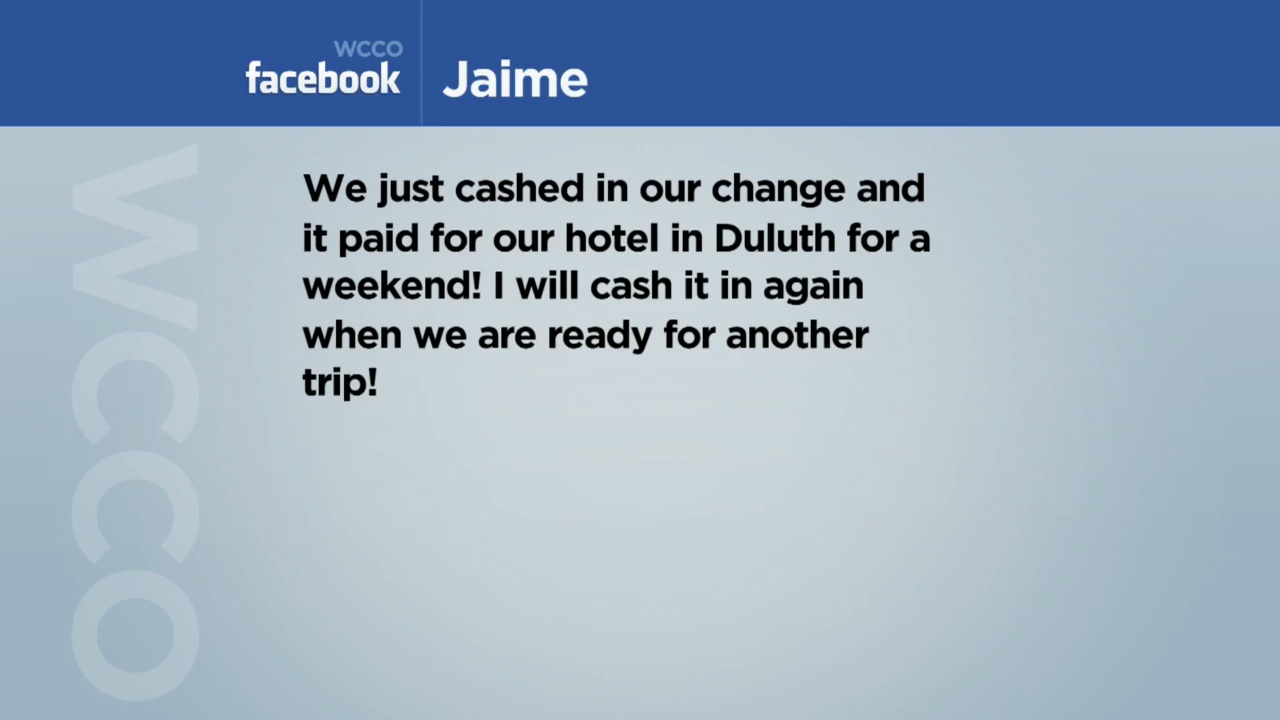 WCCO
facebook
Jaime
We just cashed in our change and
it paid for our hotel in Duluth for a
weekend! I will cash it in again
when we are ready for another
trip!
WCCO